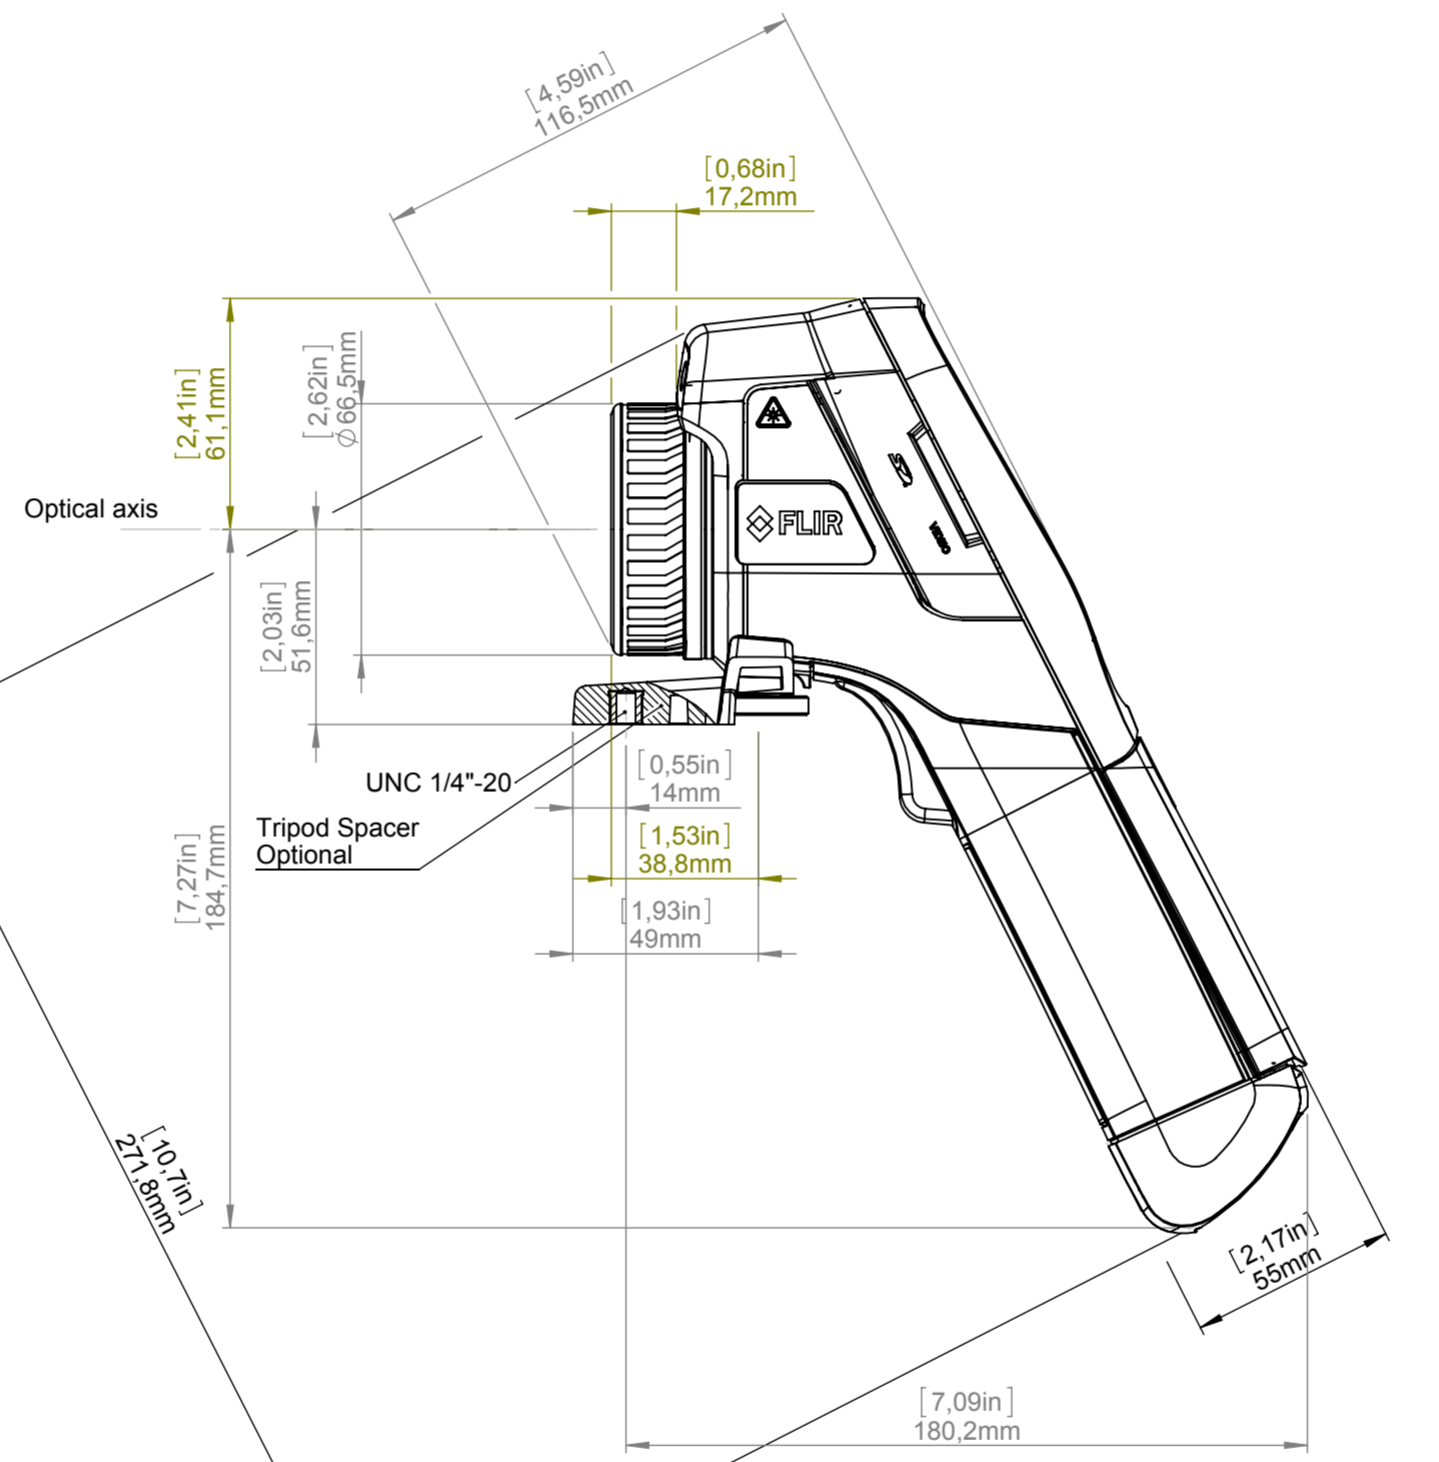 [4,59in]
116,5mm
[0,68in]
17,2mm
[2,41in]
61,1mm
[2,62in]
∅66,5mm
Optical axis
FLIR
VIDEO
[2,03in]
51,6mm
UNC 1/4"-20
[0,55in]
14mm
Tripod Spacer
Optional
[1,53in]
38,8mm
[7,27in]
184,7mm
[1,93in]
49mm
[10,7in]
271,8mm
[2,17in]
55mm
[7,09in]
180,2mm